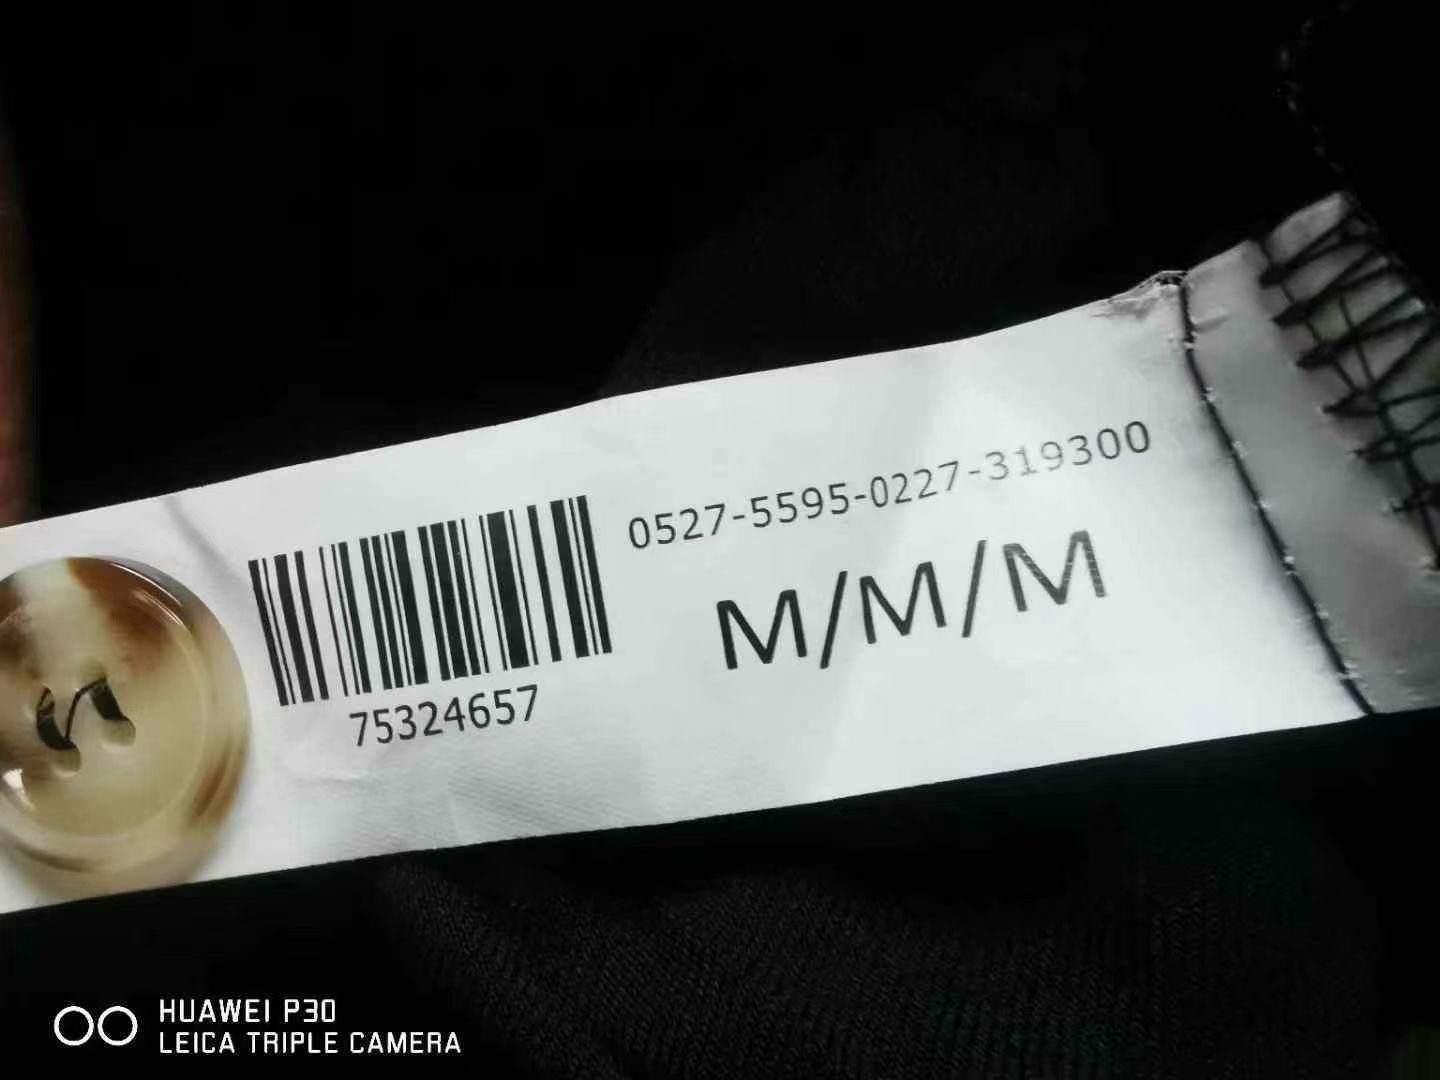 0527-5595-0227-319300
M/M/M
75324657
HUAWEI P30
LEICA TRIPLE CAMERA